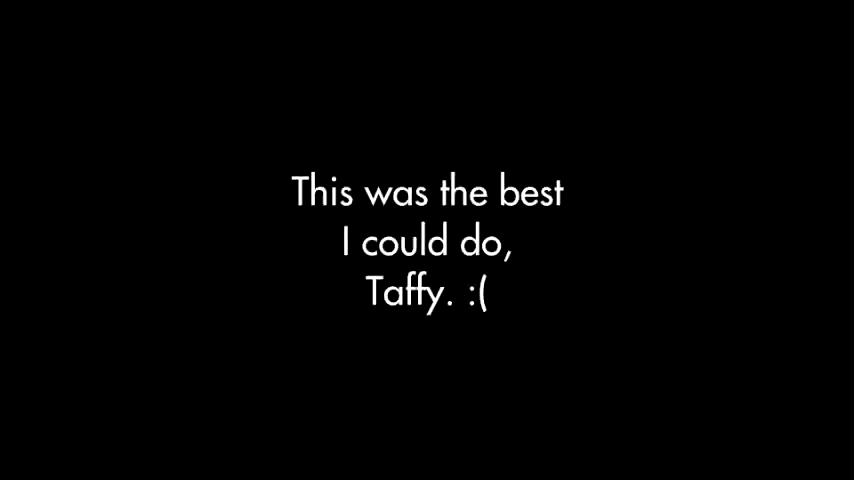 This was the best
I could do,
Taffy. :(